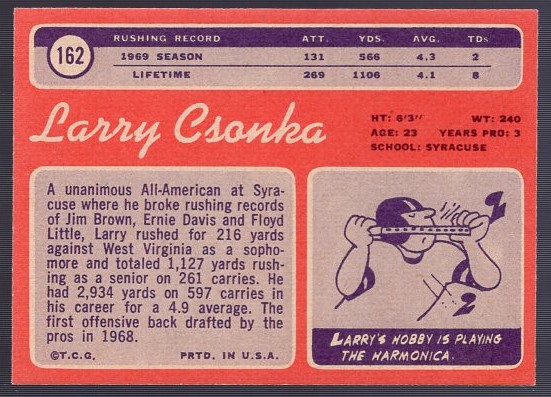 162
RUSHING RECORD ATT. YDS. AVG. TDs
1969 SEASON 131 566 4.3 2
LIFETIME 269 1106 4.1 8
Larry Csonka
HT: 6'3" WT: 240
AGE: 23 YEARS PRO: 3
SCHOOL: SYRACUSE
A unanimous All-American at Syra-
cuse where he broke rushing records
of Jim Brown, Ernie Davis and Floyd
Little, Larry rushed for 216 yards
against West Virginia as a sopho-
more and totaled 1,127 yards rush-
ing as a senior on 261 carries. He
had 2,934 yards on 597 carries in
his career for a 4.9 average. The
first offensive back drafted by the
pros in 1968.
©T.C.G. PRTD. IN U.S.A.
LARRY'S HOBBY IS PLAYING
THE HARMONICA.